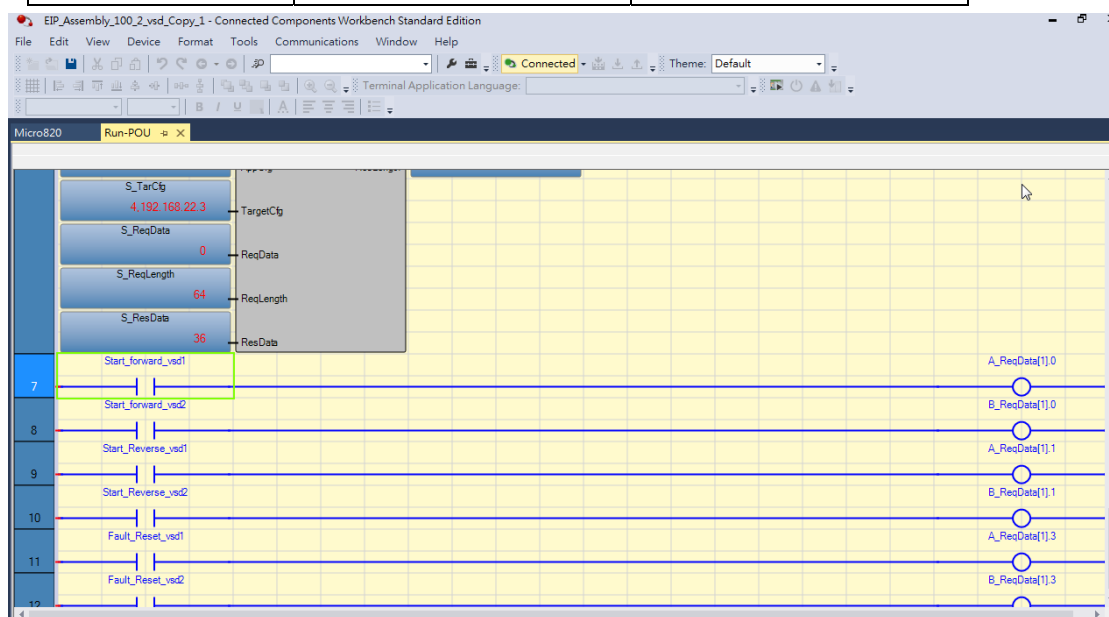 EIP_Assembly_100_2_vsd_Copy_1 - Connected Components Workbench Standard Edition
File Edit View Device Format Tools Communications Window Help
Connected Theme: Default
Terminal Application Language:
B I U A
Micro820 Run-POU
S_TarCfg
4,192.168.22.3
TargetCfg
S_ReqData
0
ReqData
S_ReqLength
64
ReqLength
S_ResData
36
ResData
Start_forward_vsd1 A_ReqData[1].0
7
Start_forward_vsd2 B_ReqData[1].0
8
Start_Reverse_vsd1 A_ReqData[1].1
9
Start_Reverse_vsd2 B_ReqData[1].1
10
Fault_Reset_vsd1 A_ReqData[1].3
11
Fault_Reset_vsd2 B_ReqData[1].3
12